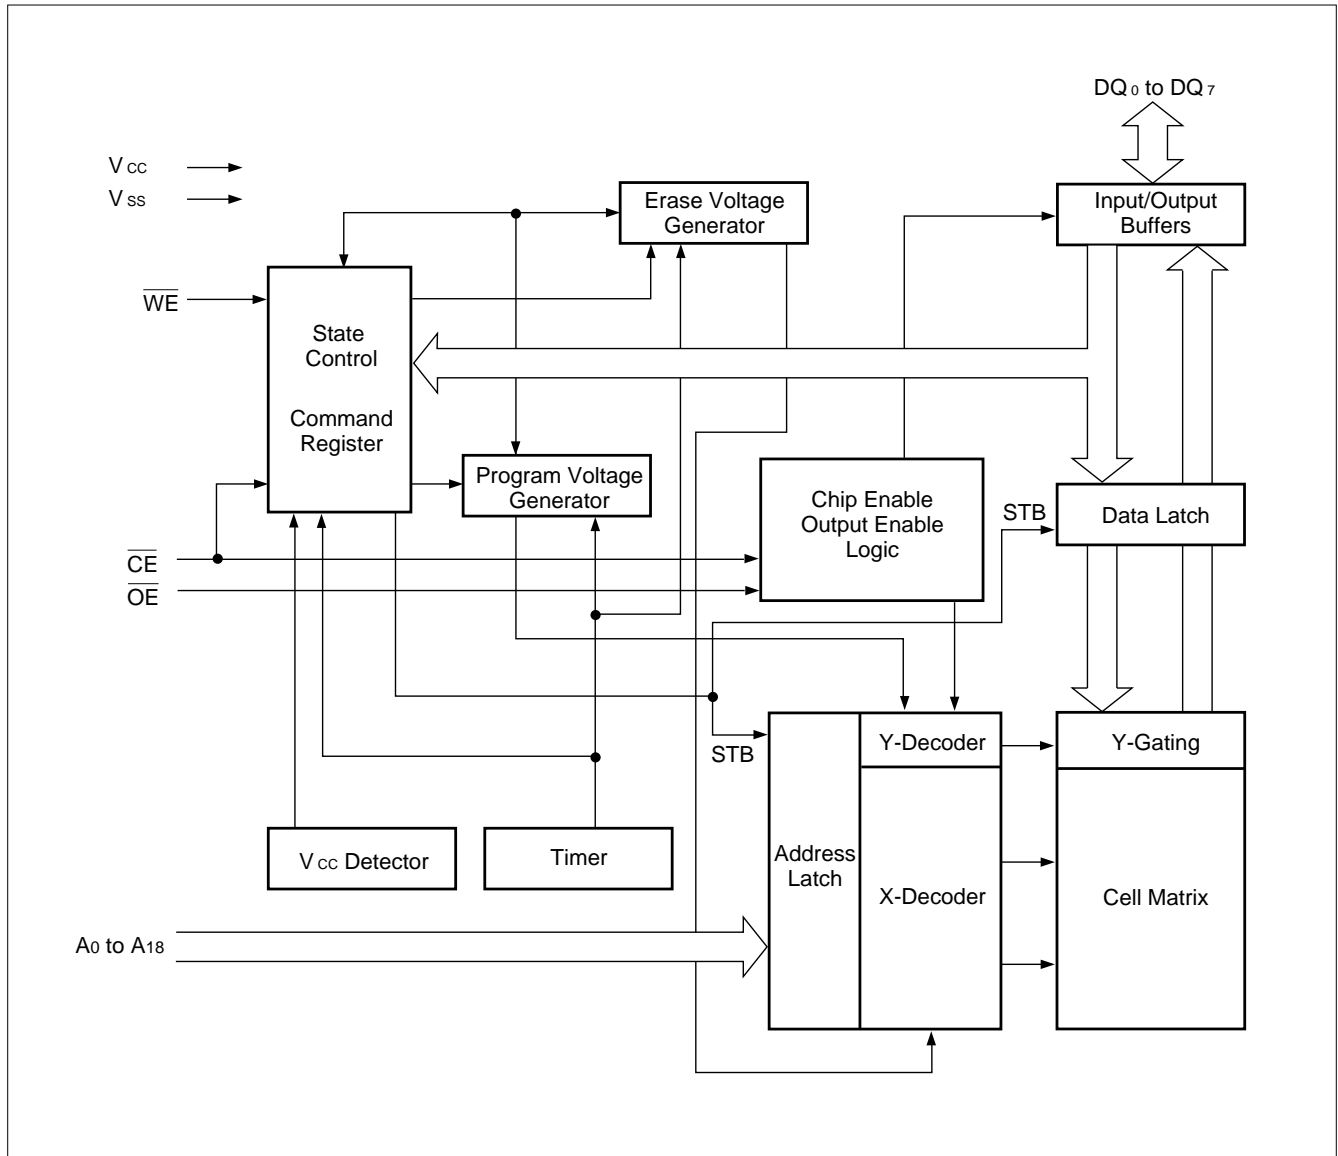 DQ0 to DQ7
VCC
VSS
Erase Voltage
Generator
Input/Output
Buffers
WE
State
Control
Command
Register
Program Voltage
Generator
Chip Enable
Output Enable
Logic
STB
Data Latch
CE
OE
STB
Y-Decoder
Y-Gating
VCC Detector
Timer
Address
Latch
X-Decoder
Cell Matrix
A0 to A18